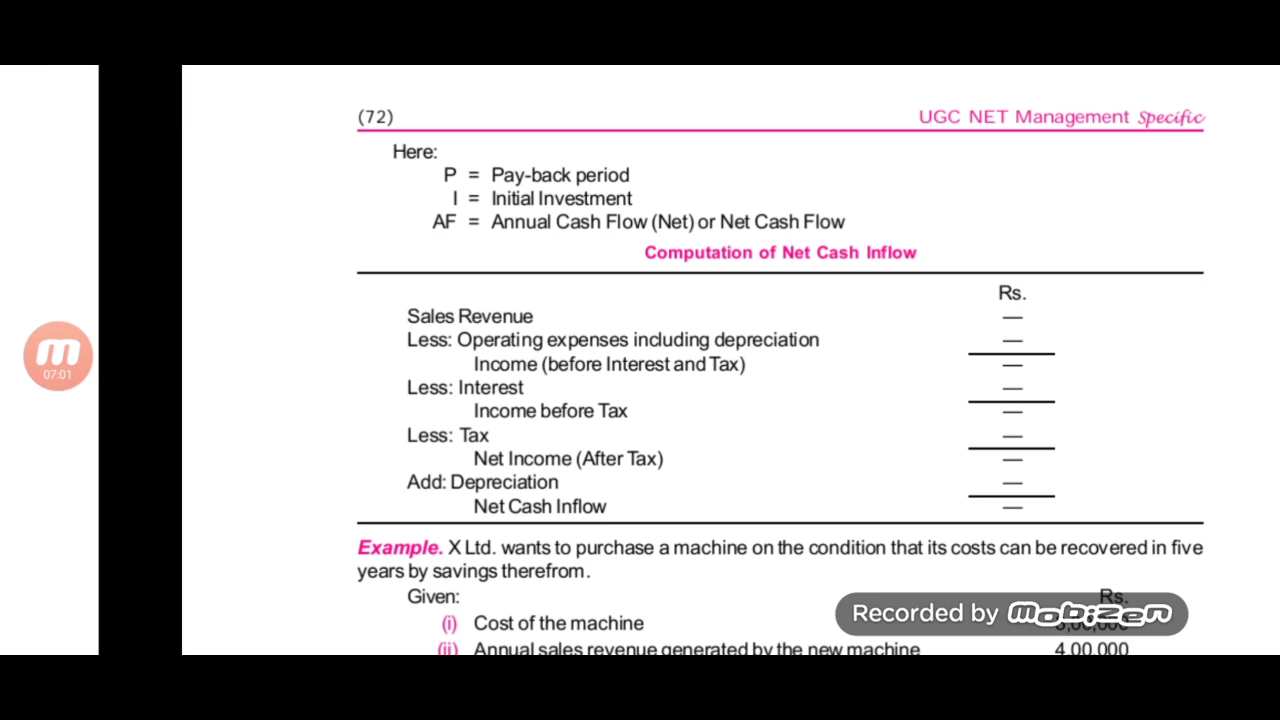 (72) UGC NET Management Specific
Here:
P = Pay-back period
I = Initial Investment
AF = Annual Cash Flow (Net) or Net Cash Flow
Computation of Net Cash Inflow
Rs.
Sales Revenue —
Less: Operating expenses including depreciation —
Income (before Interest and Tax) —
Less: Interest —
Income before Tax —
Less: Tax —
Net Income (After Tax) —
Add: Depreciation —
Net Cash Inflow —
Example. X Ltd. wants to purchase a machine on the condition that its costs can be recovered in five
years by savings therefrom.
Given: Rs.
(i) Cost of the machine
(ii) Annual sales revenue generated by the new machine 4,00,000
07:01
Recorded by mobizen